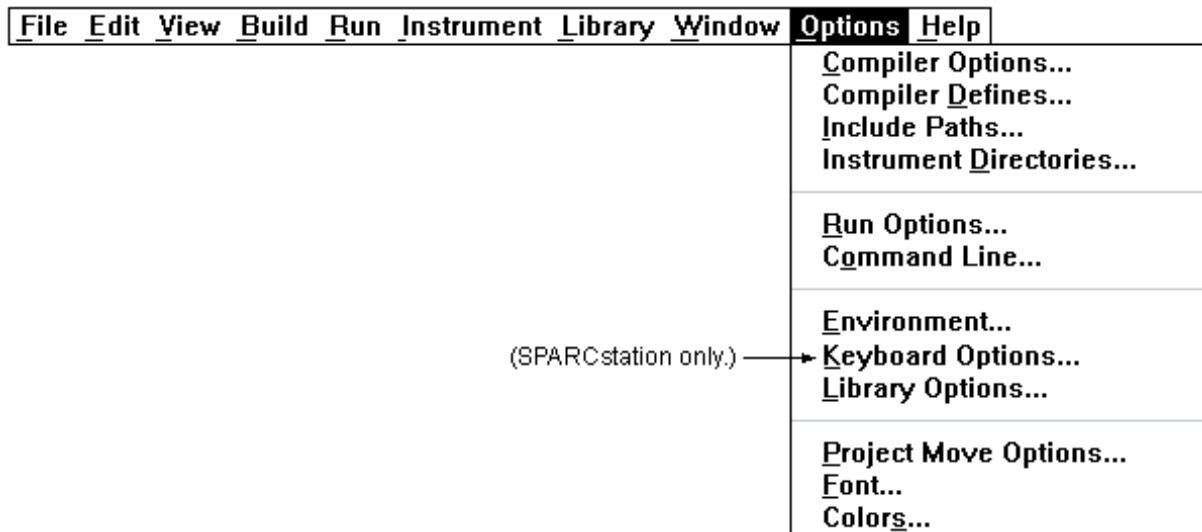 File Edit View Build Run Instrument Library Window Options Help
Compiler Options...
Compiler Defines...
Include Paths...
Instrument Directories...
Run Options...
Command Line...
Environment...
(SPARCstation only.) Keyboard Options...
Library Options...
Project Move Options...
Font...
Colors...